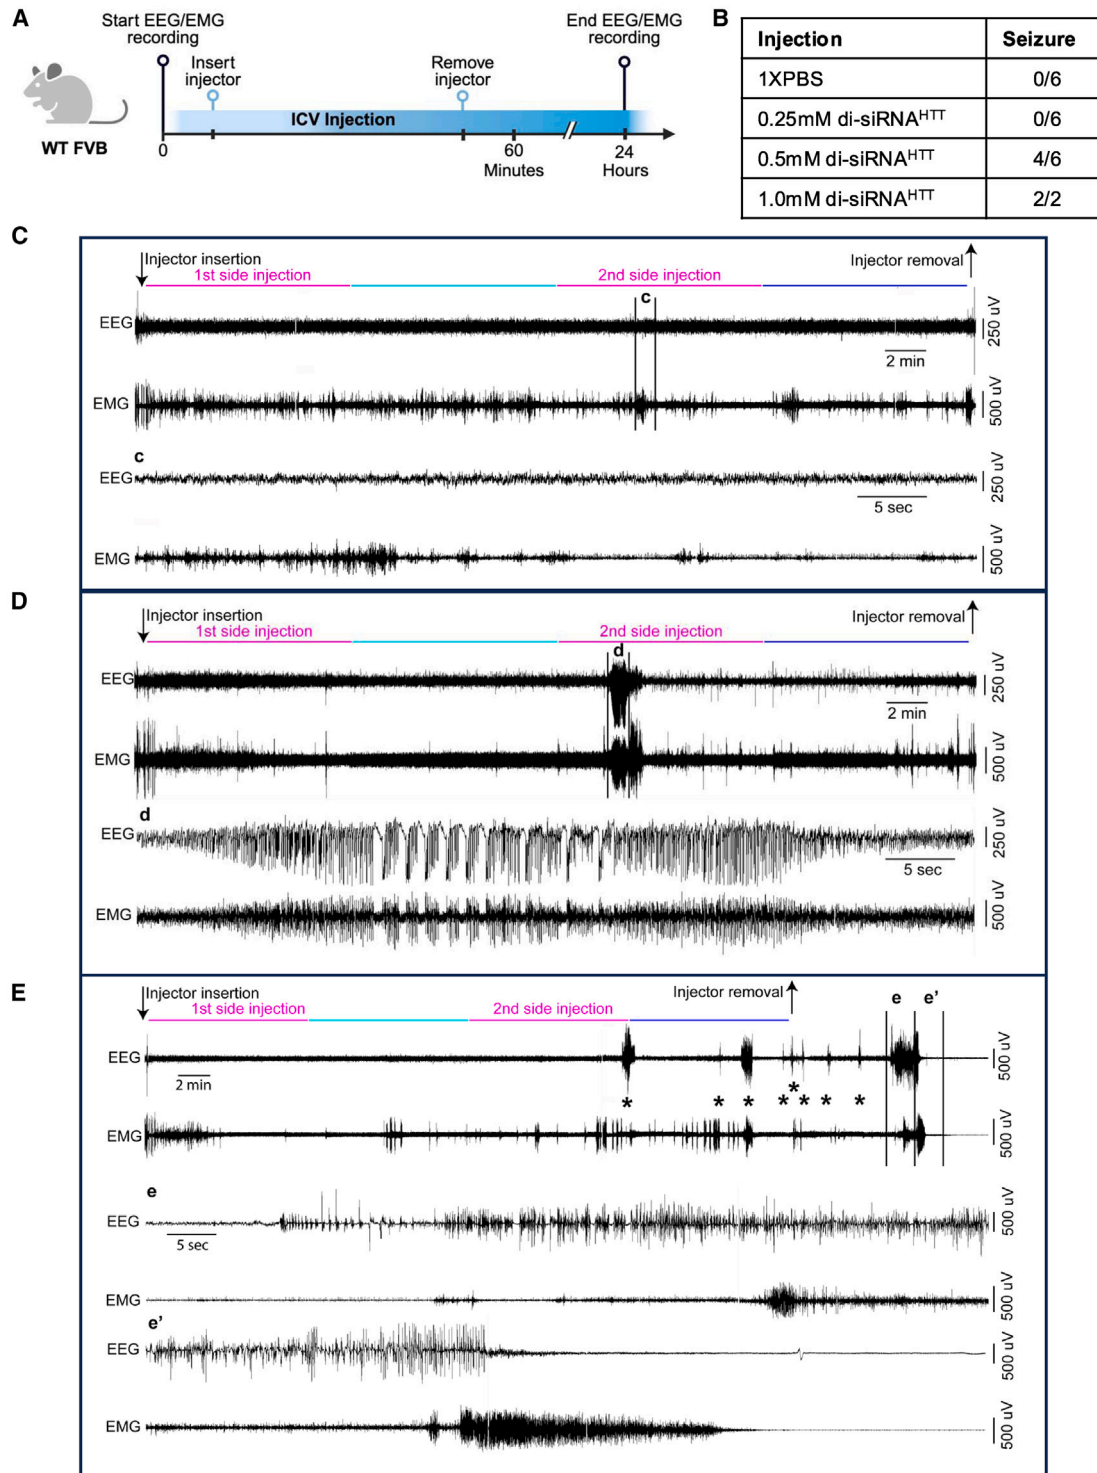 A
Start EEG/EMG
recording
End EEG/EMG
recording
Insert
injector
Remove
injector
ICV Injection
WT FVB
0
60
24
Minutes
Hours
B
Injection Seizure
1XPBS 0/6
0.25mM di-siRNAᴴᵀᵀ 0/6
0.5mM di-siRNAᴴᵀᵀ 4/6
1.0mM di-siRNAᴴᵀᵀ 2/2
C
Injector insertion
Injector removal
1st side injection
2nd side injection
c
EEG
250 uV
2 min
EMG
500 uV
c
EEG
250 uV
5 sec
EMG
500 uV
D
Injector insertion
Injector removal
1st side injection
2nd side injection
d
EEG
250 uV
2 min
EMG
500 uV
d
EEG
250 uV
5 sec
EMG
500 uV
E
Injector insertion
Injector removal
1st side injection
2nd side injection
e
e’
EEG
500 uV
2 min
* * * * * * * *
EMG
500 uV
e
EEG
500 uV
5 sec
EMG
500 uV
e’
EEG
500 uV
EMG
500 uV